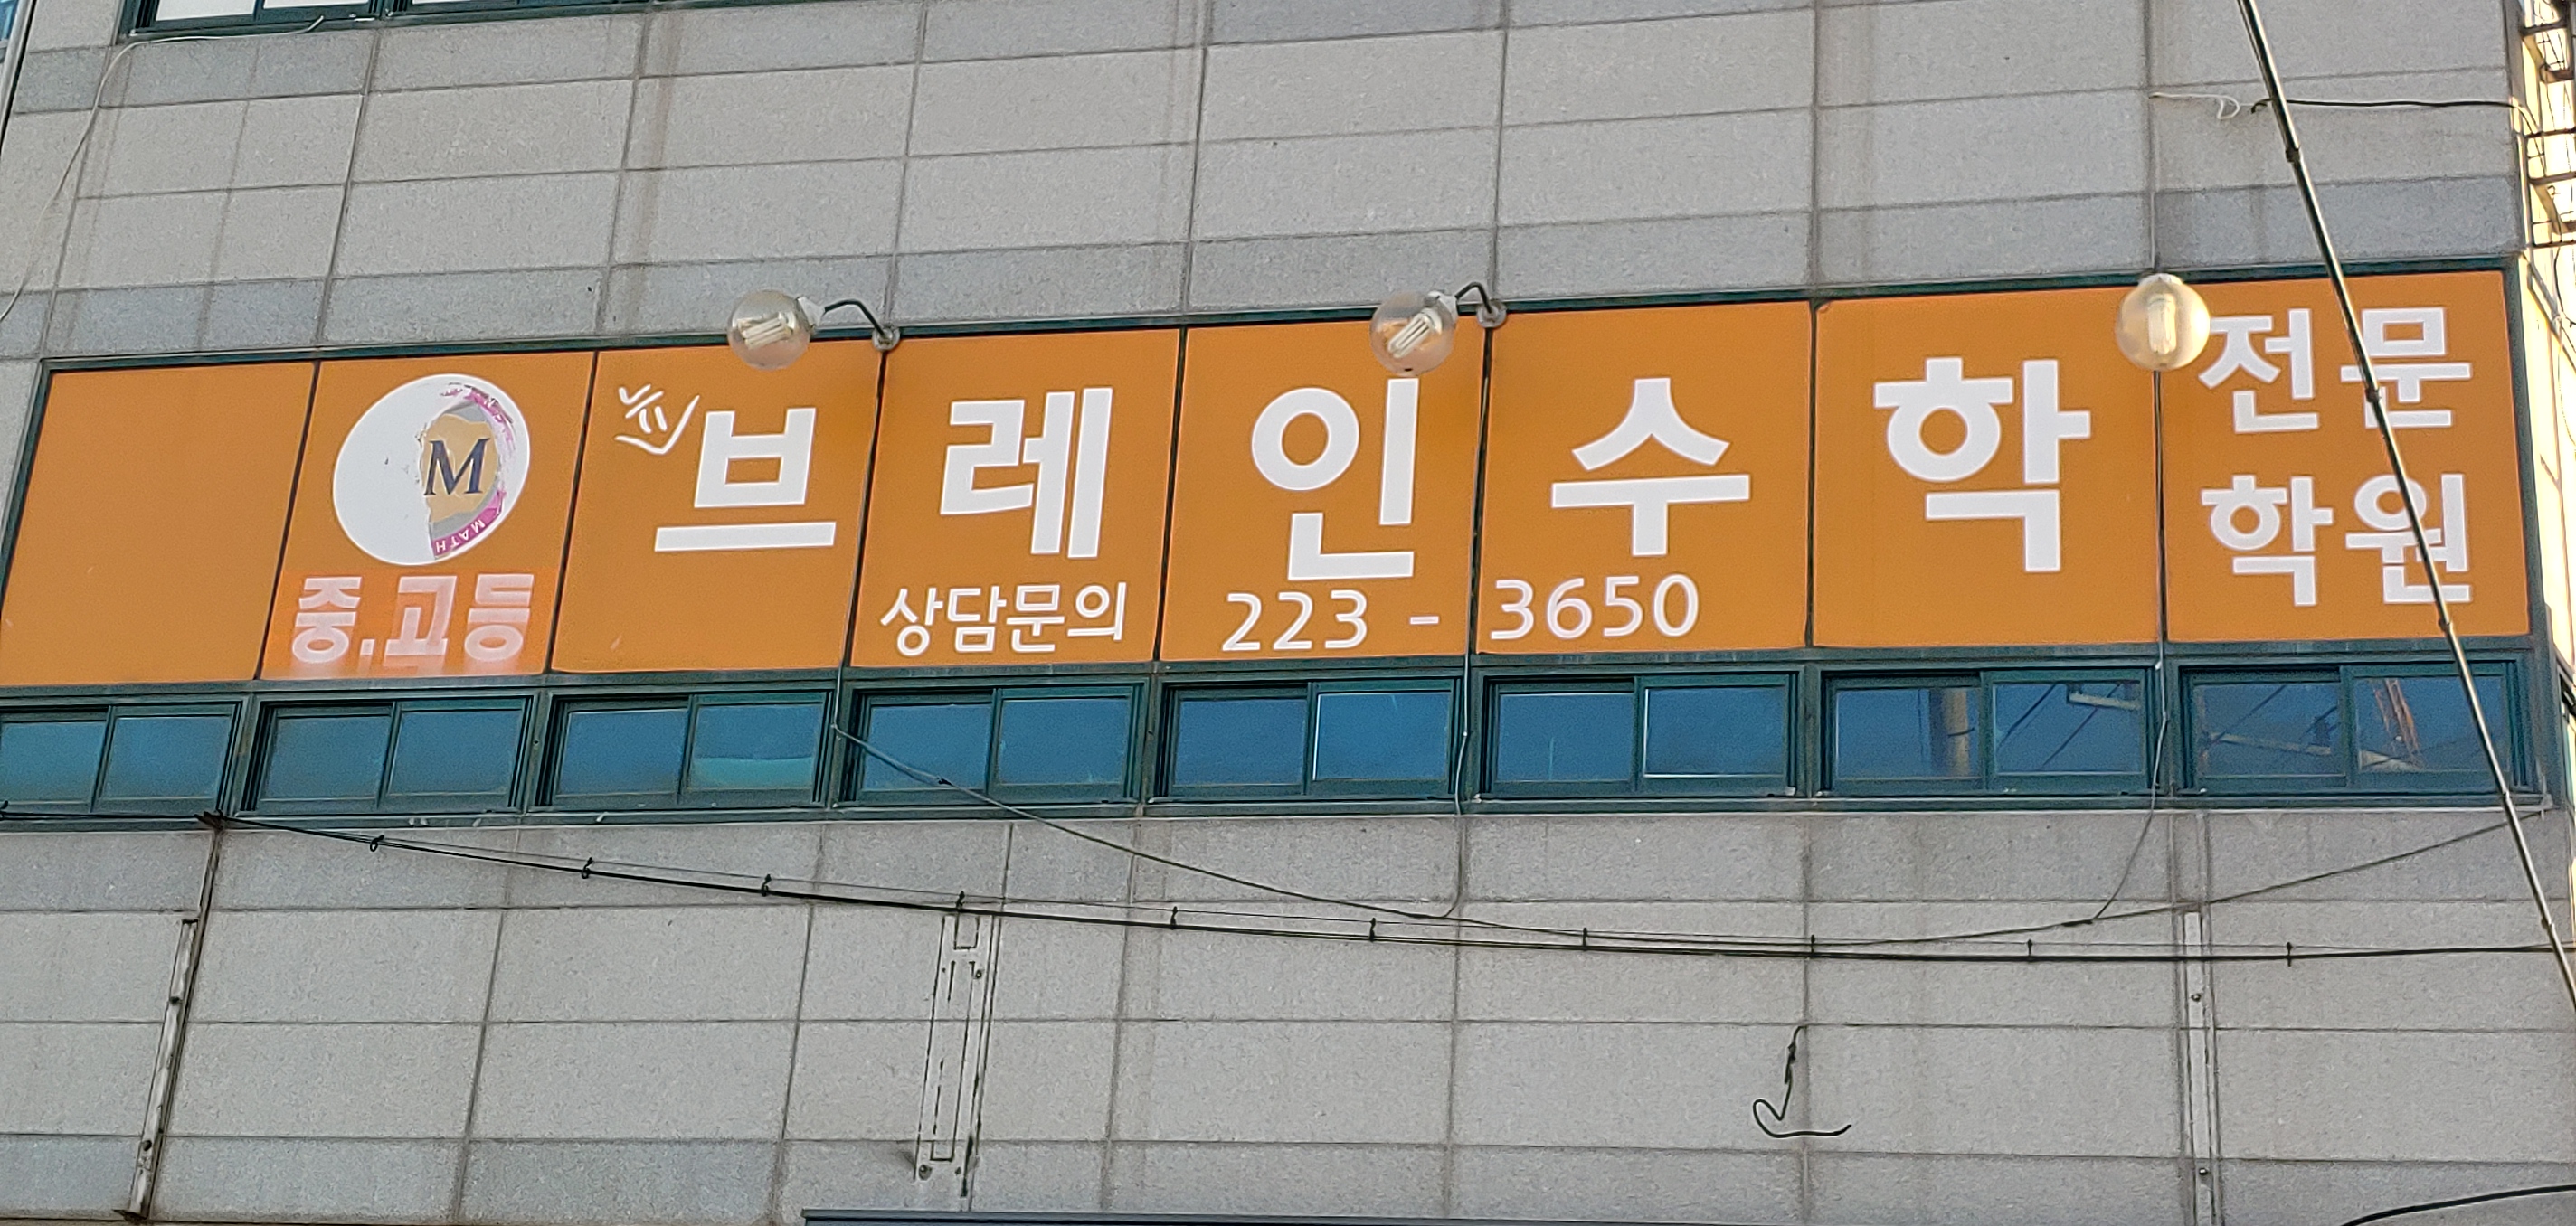 M
MATH
중.고등
브레인수학
전문
학원
상담문의 223-3650